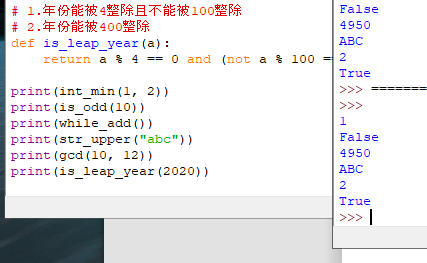 # 1.年份能被4整除且不能被100整除
# 2.年份能被400整除
def is_leap_year(a):
    return a % 4 == 0 and (not a % 100 ==
print(int_min(1, 2))
print(is_odd(10))
print(while_add())
print(str_upper("abc"))
print(gcd(10, 12))
print(is_leap_year(2020))
False
4950
ABC
2
True
>>> ========
>>>
1
False
4950
ABC
2
True
>>>